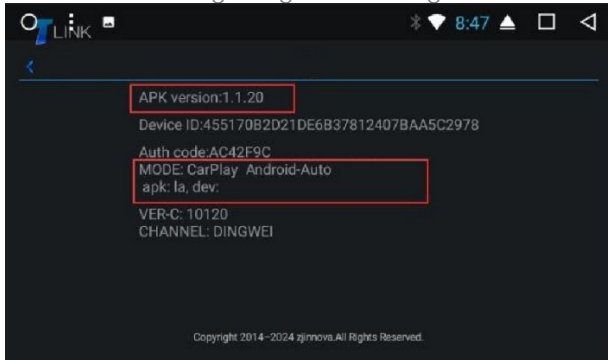 TLINK 8:47
APK version:1.1.20
Device ID:455170B2D21DE6B37812407BAA5C2978
Auth code:AC42F9C
MODE: CarPlay Android-Auto
apk: la, dev:
VER-C: 10120
CHANNEL: DINGWEI
Copyright 2014-2024 zjinnova.All Rights Reserved.